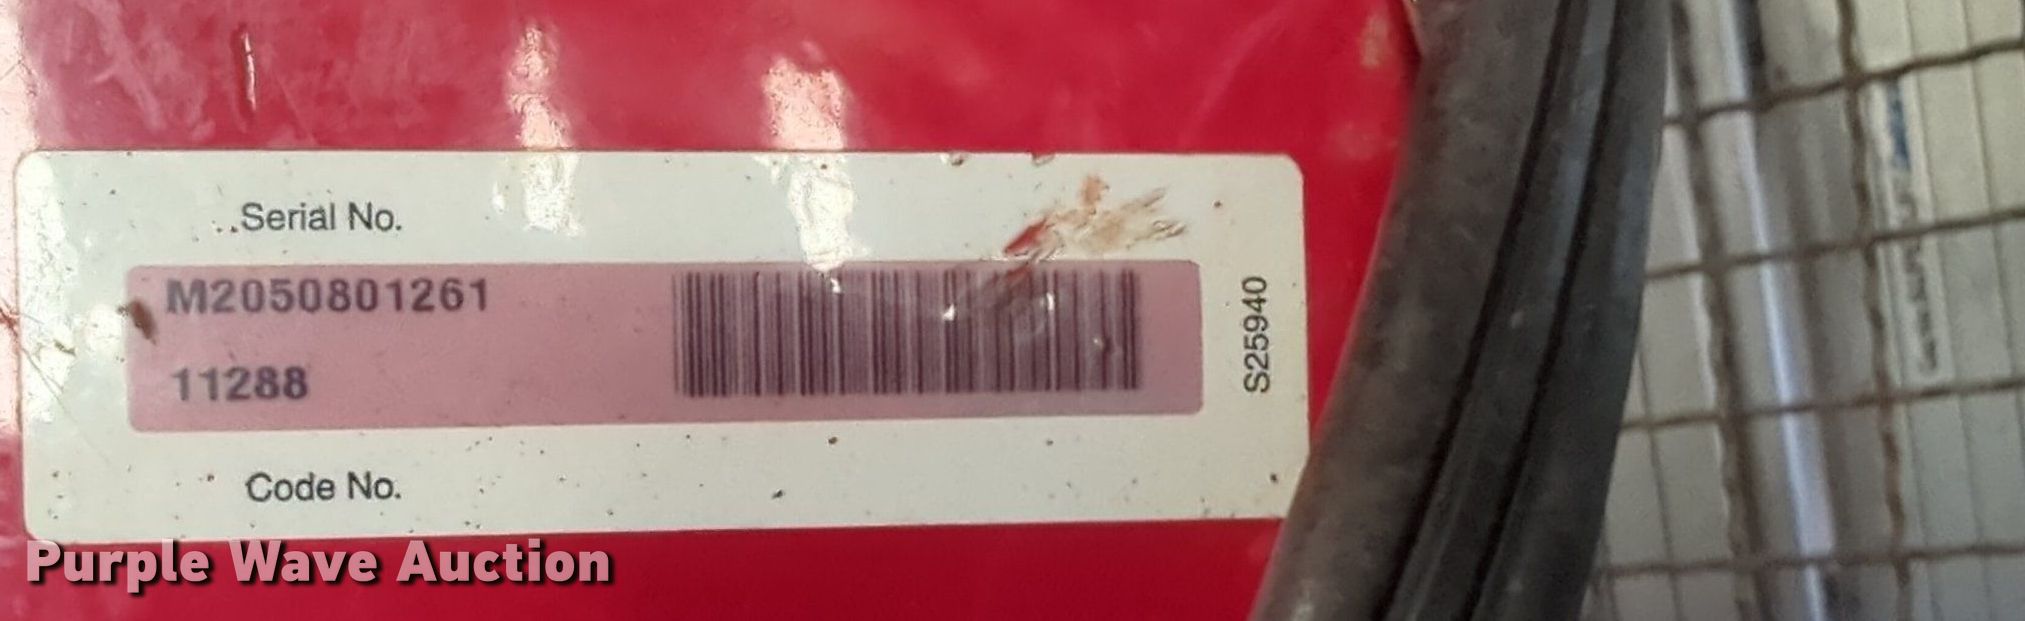 Serial No.
M2050801261
11288
Code No.
S25940
Purple Wave Auction